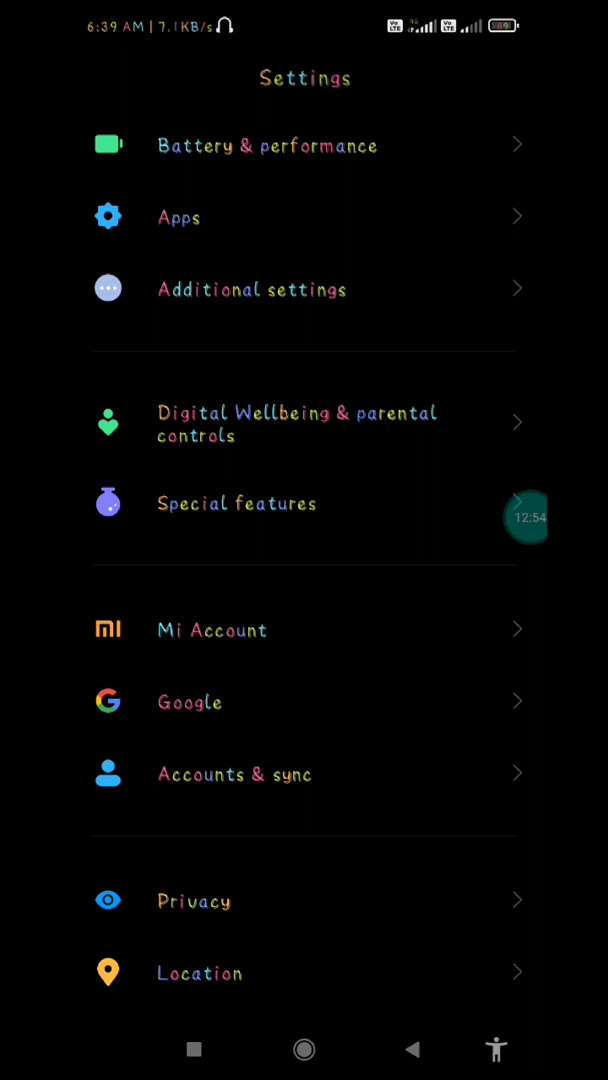 6:39 AM | 7.1KB/s
Settings
Battery & performance
Apps
Additional settings
Digital Wellbeing & parental
controls
Special features
12:54
Mi Account
Google
Accounts & sync
Privacy
Location